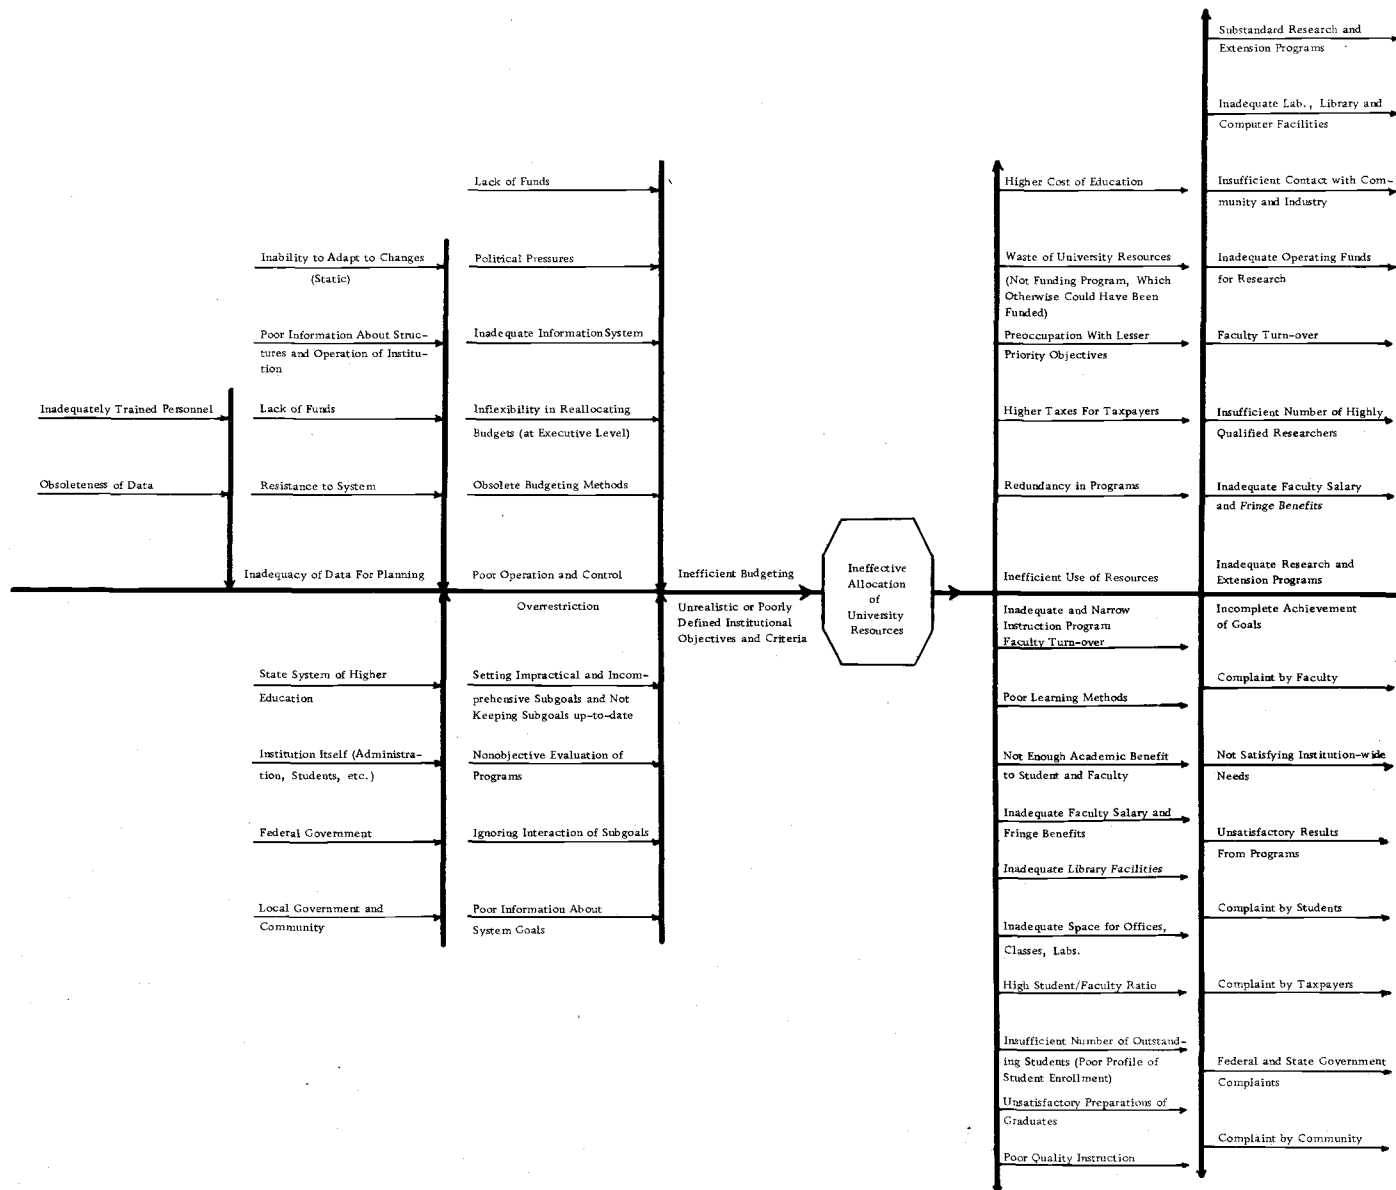 Inadequately Trained Personnel
Obsoleteness of Data
Inability to Adapt to Changes
(Static)
Poor Information About Struc-
tures and Operation of Institu-
tion
Lack of Funds
Resistance to System
Inadequacy of Data For Planning
State System of Higher
Education
Institution Itself (Administra-
tion, Students, etc.)
Federal Government
Local Government and
Community
Lack of Funds
Political Pressures
Inadequate Information System
Inflexibility in Reallocating
Budgets (at Executive Level)
Obsolete Budgeting Methods
Poor Operation and Control
Overrestriction
Setting Impractical and Incom-
prehensive Subgoals and Not
Keeping Subgoals up-to-date
Nonobjective Evaluation of
Programs
Ignoring Interaction of Subgoals
Poor Information About
System Goals
Inefficient Budgeting
Unrealistic or Poorly
Defined Institutional
Objectives and Criteria
Ineffective
Allocation
of
University
Resources
Higher Cost of Education
Waste of University Resources
(Not Funding Program, Which
Otherwise Could Have Been
Funded)
Preoccupation With Lesser
Priority Objectives
Higher Taxes For Taxpayers
Redundancy in Programs
Inefficient Use of Resources
Inadequate and Narrow
Instruction Program
Faculty Turn-over
Poor Learning Methods
Not Enough Academic Benefit
to Student and Faculty
Inadequate Faculty Salary and
Fringe Benefits
Inadequate Library Facilities
Inadequate Space for Offices,
Classes, Labs.
High Student/Faculty Ratio
Insufficient Number of Outstand-
ing Students (Poor Profile of
Student Enrollment)
Unsatisfactory Preparations of
Graduates
Poor Quality Instruction
Substandard Research and
Extension Programs
Inadequate Lab., Library and
Computer Facilities
Insufficient Contact with Com-
munity and Industry
Inadequate Operating Funds
for Research
Faculty Turn-over
Insufficient Number of Highly
Qualified Researchers
Inadequate Faculty Salary
and Fringe Benefits
Inadequate Research and
Extension Programs
Incomplete Achievement
of Goals
Complaint by Faculty
Not Satisfying Institution-wide
Needs
Unsatisfactory Results
From Programs
Complaint by Students
Complaint by Taxpayers
Federal and State Government
Complaints
Complaint by Community